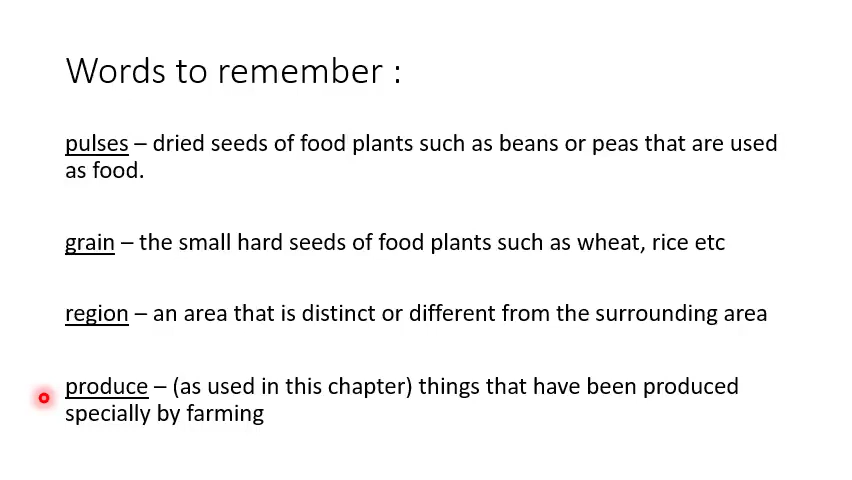 Words to remember :
pulses – dried seeds of food plants such as beans or peas that are used
as food.
grain – the small hard seeds of food plants such as wheat, rice etc
region – an area that is distinct or different from the surrounding area
produce – (as used in this chapter) things that have been produced
specially by farming